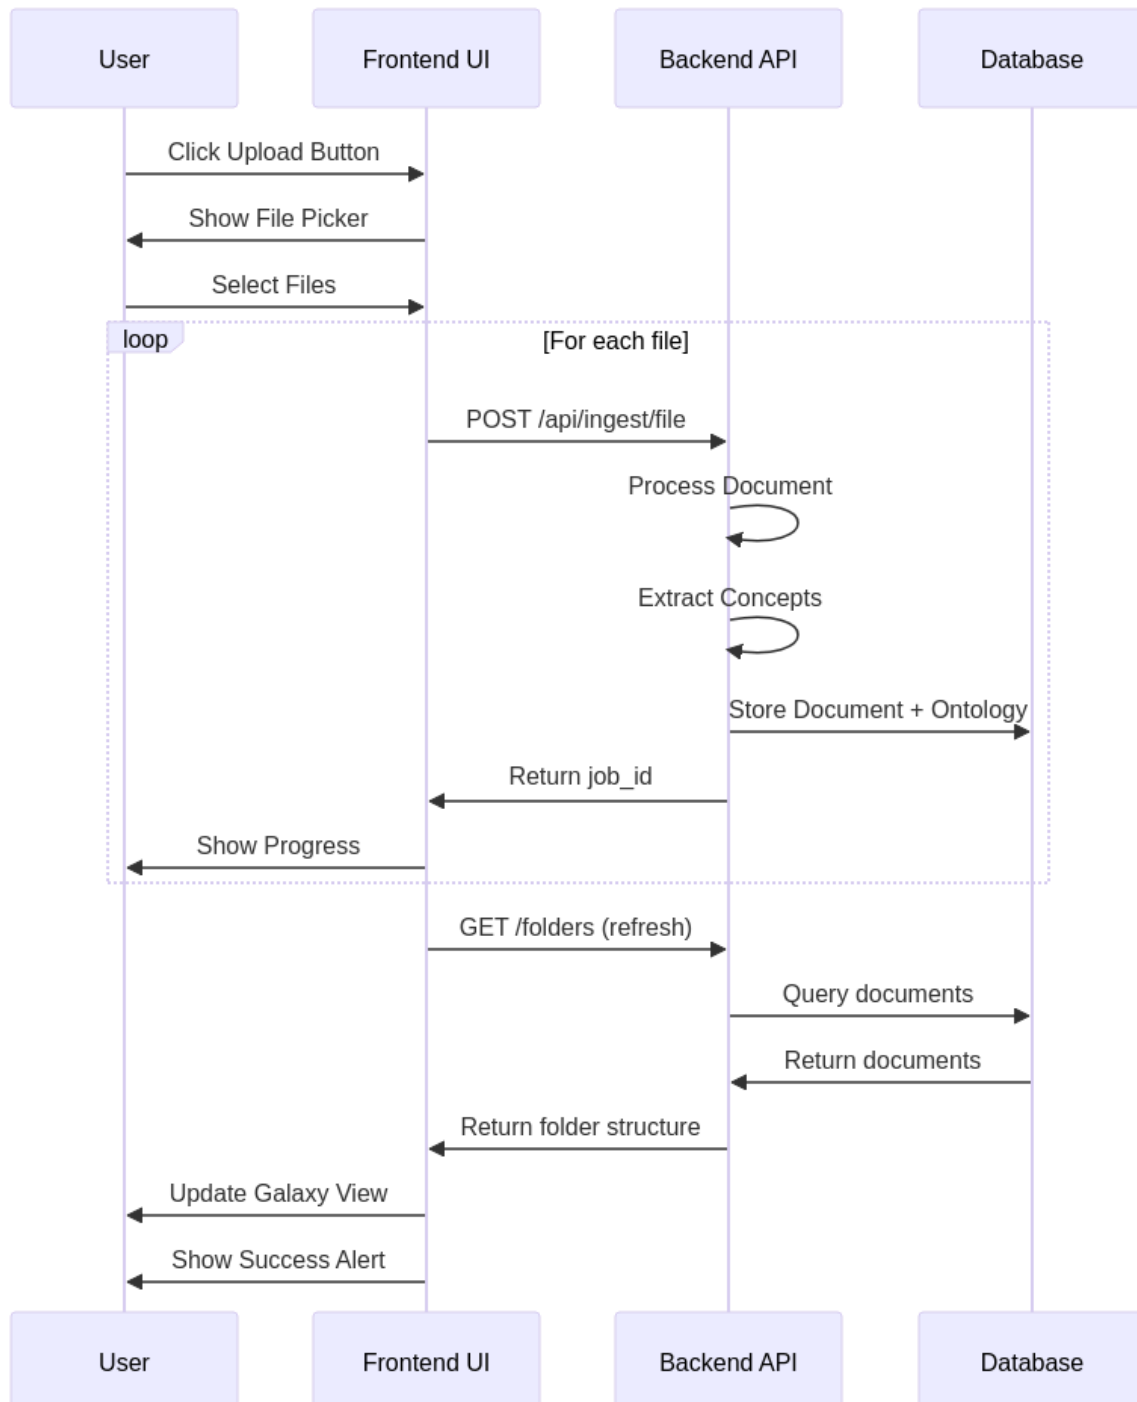 User
Frontend UI
Backend API
Database
Click Upload Button
Show File Picker
Select Files
loop
[For each file]
POST /api/ingest/file
Process Document
Extract Concepts
Store Document + Ontology
Return job_id
Show Progress
GET /folders (refresh)
Query documents
Return documents
Return folder structure
Update Galaxy View
Show Success Alert
User
Frontend UI
Backend API
Database